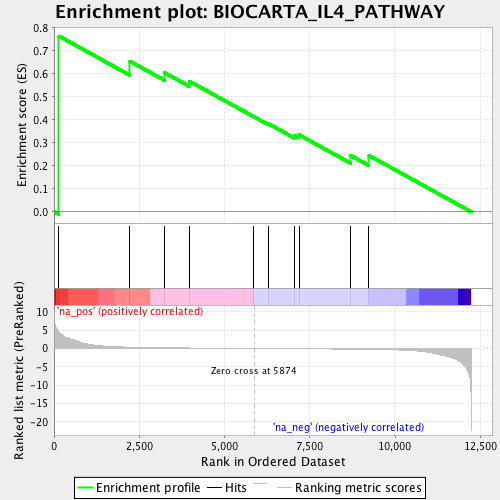 Enrichment plot: BIOCARTA_IL4_PATHWAY
Enrichment score (ES)
0.8
0.7
0.6
0.5
0.4
0.3
0.2
0.1
0.0
'na_pos' (positively correlated)
Ranked list metric (PreRanked)
10
5
0
-5
-10
-15
-20
Zero cross at 5874
'na_neg' (negatively correlated)
0
2,500
5,000
7,500
10,000
12,500
Rank in Ordered Dataset
Enrichment profile
Hits
Ranking metric scores